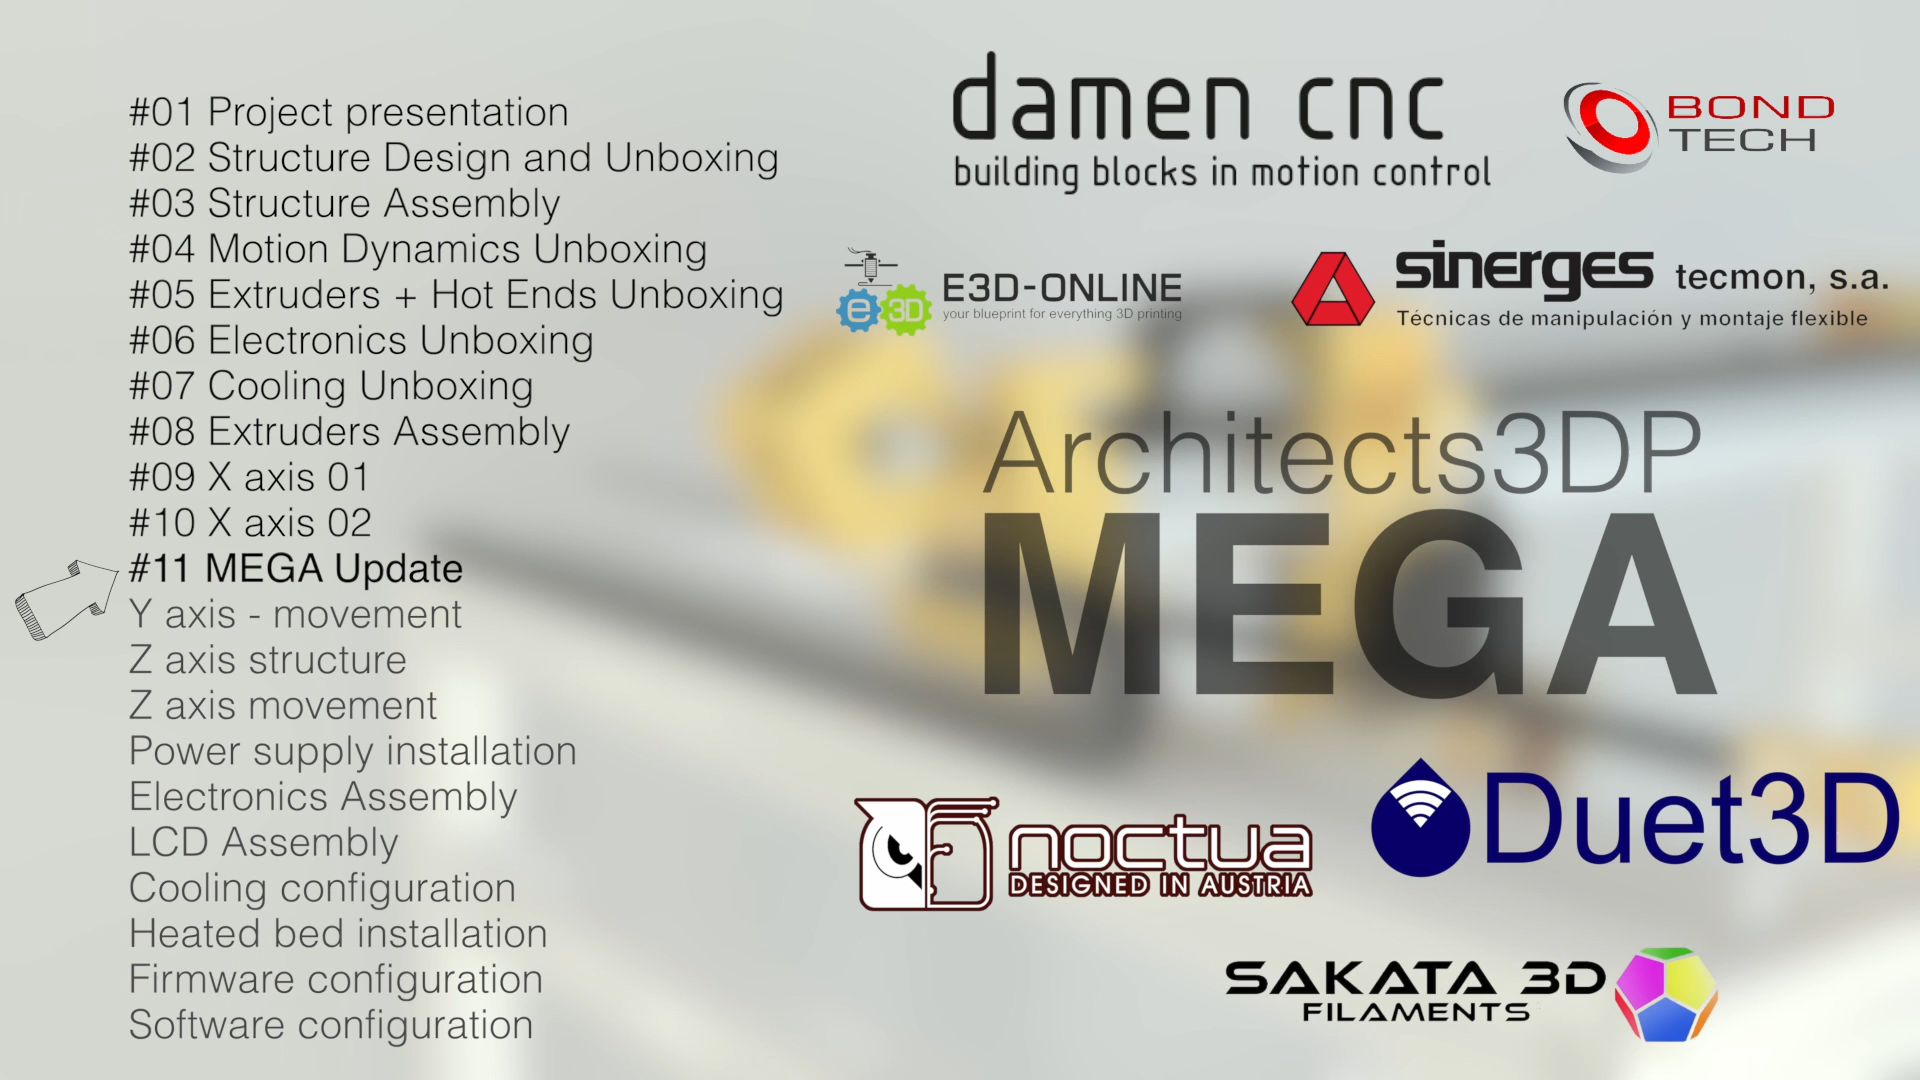 #01 Project presentation
#02 Structure Design and Unboxing
#03 Structure Assembly
#04 Motion Dynamics Unboxing
#05 Extruders + Hot Ends Unboxing
#06 Electronics Unboxing
#07 Cooling Unboxing
#08 Extruders Assembly
#09 X axis 01
#10 X axis 02
#11 MEGA Update
Y axis - movement
Z axis structure
Z axis movement
Power supply installation
Electronics Assembly
LCD Assembly
Cooling configuration
Heated bed installation
Firmware configuration
Software configuration
damen cnc
building blocks in motion control
BOND
TECH
e3D
E3D-ONLINE
your blueprint for everything 3D printing
sinerges tecmon, s.a.
Técnicas de manipulación y montaje flexible
Architects3DP
MEGA
noctua
DESIGNED IN AUSTRIA
Duet3D
SAKATA 3D
FILAMENTS